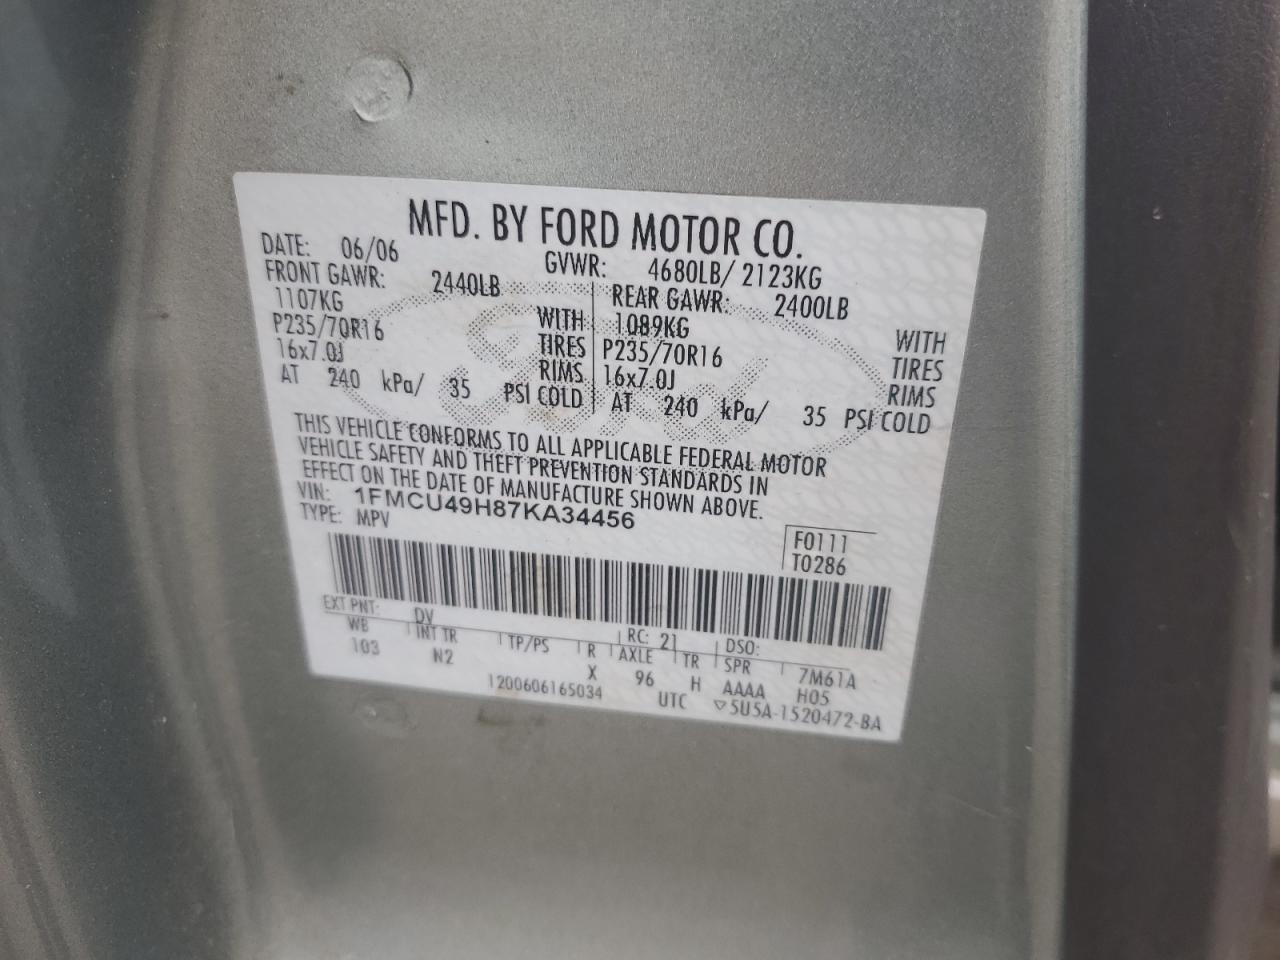 MFD. BY FORD MOTOR CO.
DATE: 06/06 GVWR: 4680LB/ 2123KG
FRONT GAWR: 2440LB REAR GAWR: 2400LB
1107KG WITH 1089KG WITH
P235/70R16 TIRES P235/70R16 TIRES
16x7.0J RIMS 16x7.0J RIMS
AT 240 kPa/ 35 PSI COLD AT 240 kPa/ 35 PSI COLD
THIS VEHICLE CONFORMS TO ALL APPLICABLE FEDERAL MOTOR
VEHICLE SAFETY AND THEFT PREVENTION STANDARDS IN
EFFECT ON THE DATE OF MANUFACTURE SHOWN ABOVE.
VIN: 1FMCU49H87KA34456
TYPE: MPV
F0111
T0286
EXT PNT: DV RC: 21 DSO:
WB INT TR TP/PS R AXLE TR SPR 7M61A
103 N2 X 96 H AAAA H05
1200606165034 UTC ▽5U5A-1520472-BA